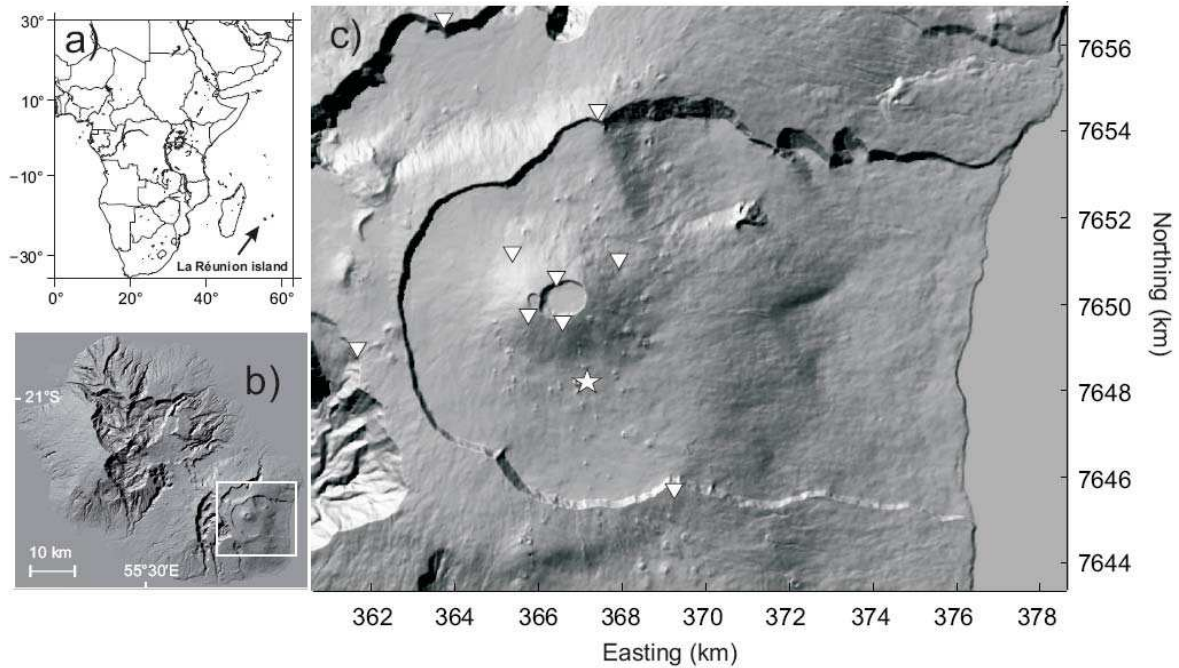 a)
30°
10°
−10°
−30°
0°
20°
40°
60°
La Réunion island
b)
21°S
10 km
55°30'E
c)
7656
7654
7652
7650
7648
7646
7644
Northing (km)
362
364
366
368
370
372
374
376
378
Easting (km)